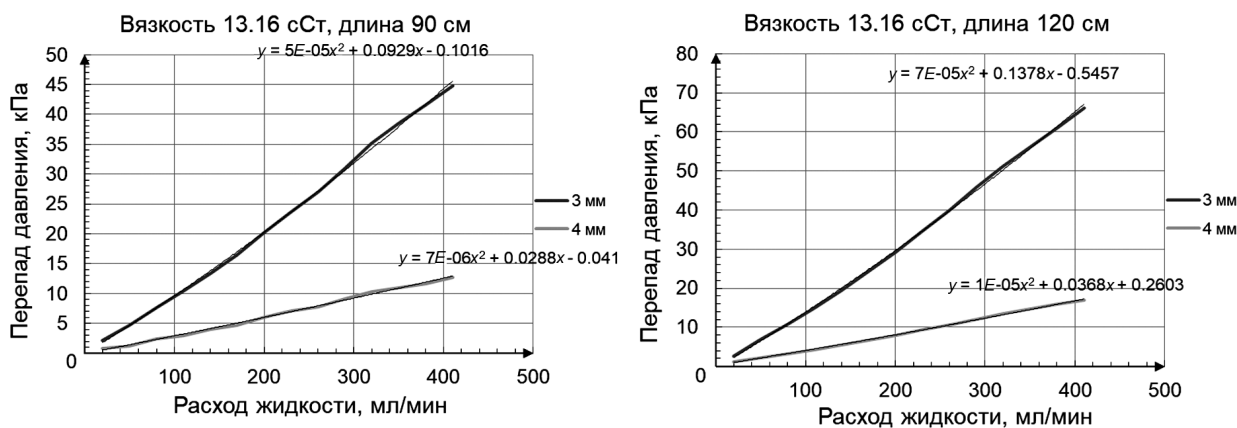 Вязкость 13.16 сСт, длина 90 см
y = 5E-05x² + 0.0929x - 0.1016
50
45
40
35
30
25
20
15
10
5
0
Перепад давления, кПа
3 мм
4 мм
y = 7E-06x² + 0.0288x - 0.041
100 200 300 400 500
Расход жидкости, мл/мин
Вязкость 13.16 сСт, длина 120 см
y = 7E-05x² + 0.1378x - 0.5457
80
70
60
50
40
30
20
10
0
Перепад давления, кПа
3 мм
4 мм
y = 1E-05x² + 0.0368x + 0.2603
100 200 300 400 500
Расход жидкости, мл/мин